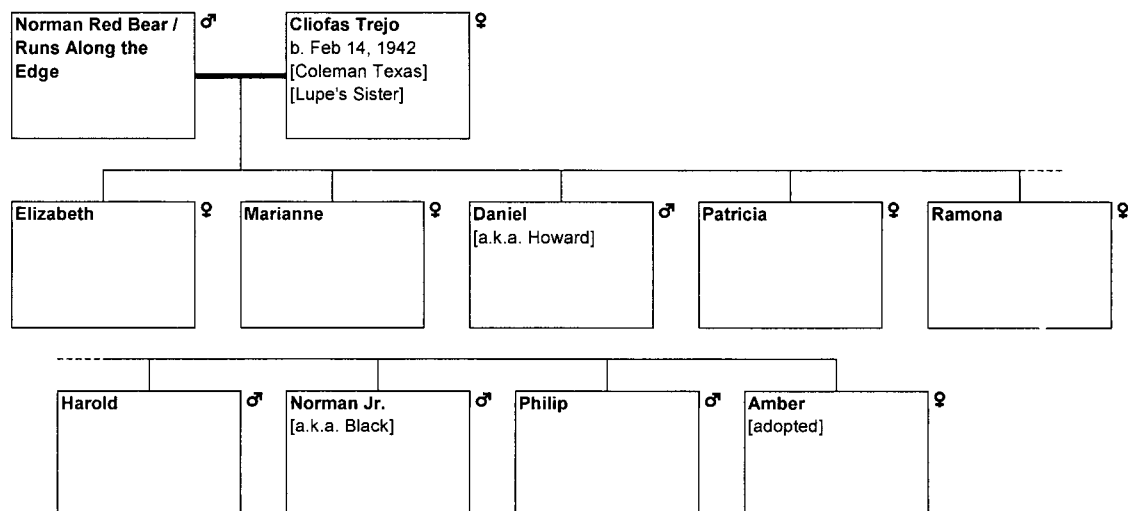 Norman Red Bear /
Runs Along the
Edge
♂
Cliofas Trejo
b. Feb 14, 1942
[Coleman Texas]
[Lupe's Sister]
♀
Elizabeth
♀
Marianne
♀
Daniel
[a.k.a. Howard]
♂
Patricia
♀
Ramona
♀
Harold
♂
Norman Jr.
[a.k.a. Black]
♂
Philip
♂
Amber
[adopted]
♀